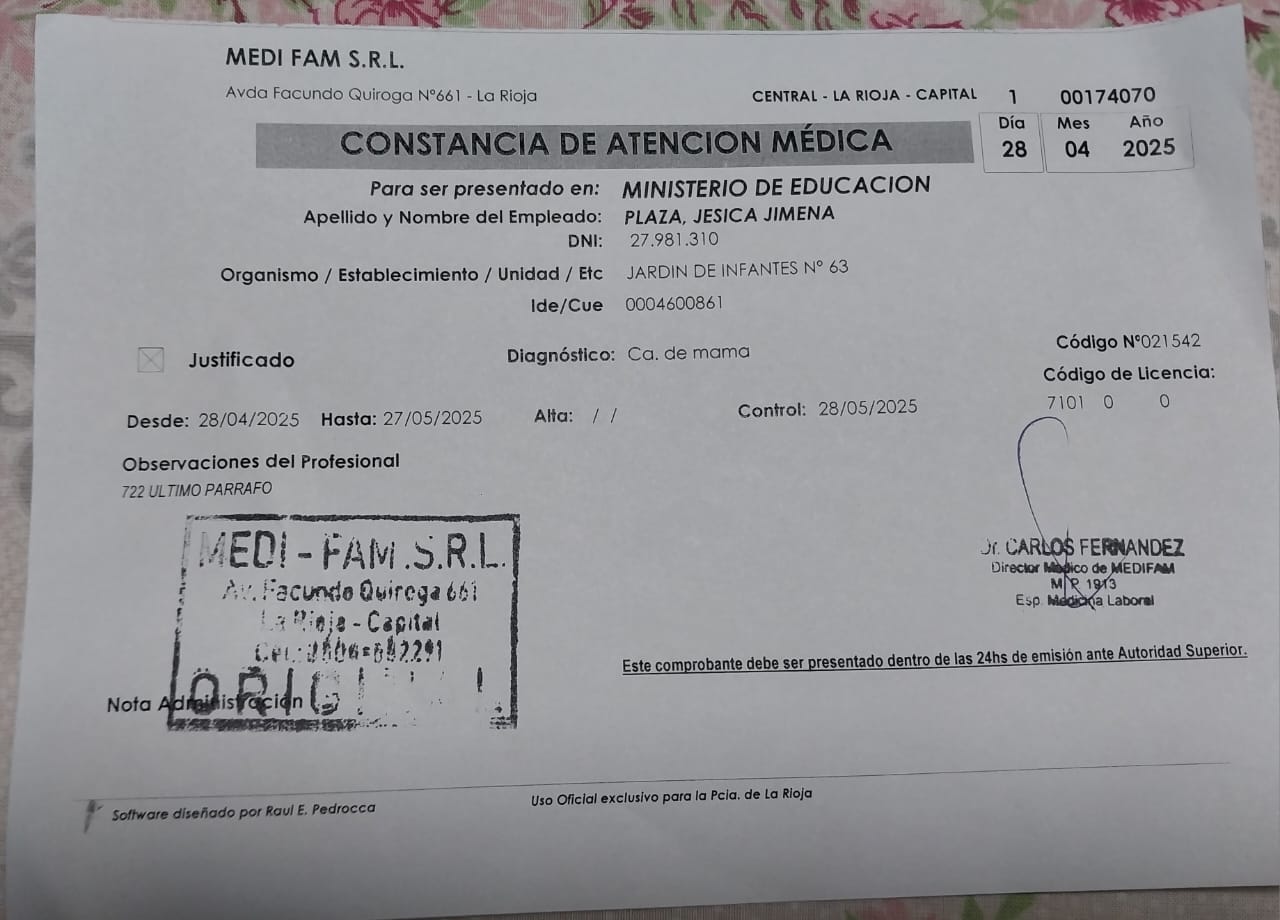 MEDI FAM S.R.L.
Avda Facundo Quiroga Nº661 - La Rioja
CENTRAL - LA RIOJA - CAPITAL 1 00174070
CONSTANCIA DE ATENCION MÉDICA
Día Mes Año
28 04 2025
Para ser presentado en: MINISTERIO DE EDUCACION
Apellido y Nombre del Empleado: PLAZA, JESICA JIMENA
DNI: 27.981.310
Organismo / Establecimiento / Unidad / Etc JARDIN DE INFANTES Nº 63
Ide/Cue 0004600861
Justificado Diagnóstico: Ca. de mama
Código Nº021542
Código de Licencia:
7101 0 0
Desde: 28/04/2025 Hasta: 27/05/2025 Alta: / / Control: 28/05/2025
Observaciones del Profesional
722 ULTIMO PARRAFO
MEDI - FAM .S.R.L.
Av. Facundo Quiroga 661
La Rioja - Capital
Dr. CARLOS FERNANDEZ
Director Médico de MEDIFAM
M P 1913
Esp. Medicina Laboral
Este comprobante debe ser presentado dentro de las 24hs de emisión ante Autoridad Superior.
Nota Administración
Software diseñado por Raul E. Pedrocca
Uso Oficial exclusivo para la Pcia. de La Rioja